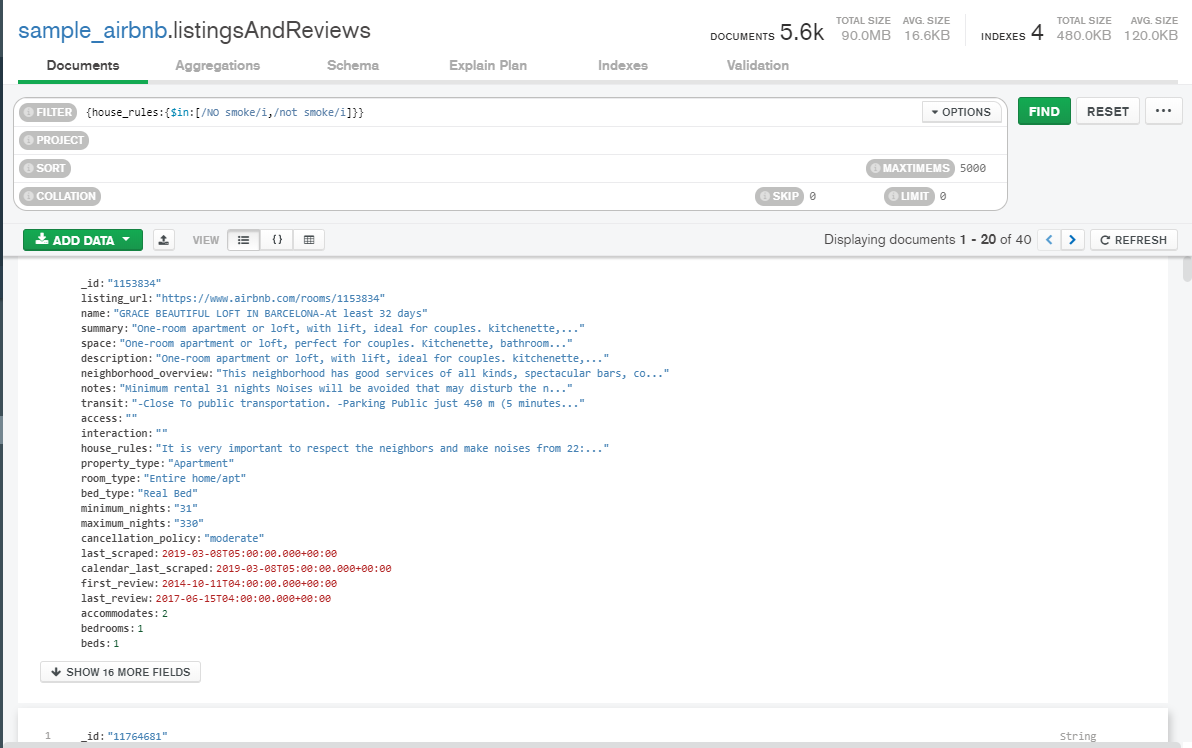 sample_airbnb.listingsAndReviews
DOCUMENTS 5.6k TOTAL SIZE 90.0MB AVG. SIZE 16.6KB INDEXES 4 TOTAL SIZE 480.0KB AVG. SIZE 120.0KB
Documents Aggregations Schema Explain Plan Indexes Validation
FILTER {house_rules:{$in:[/NO smoke/i,/not smoke/i]}} OPTIONS FIND RESET ...
PROJECT
SORT MAXTIMEMS 5000
COLLATION SKIP 0 LIMIT 0
ADD DATA VIEW {} Displaying documents 1 - 20 of 40 < > REFRESH
_id: "1153834"
listing_url: "https://www.airbnb.com/rooms/1153834"
name: "GRACE BEAUTIFUL LOFT IN BARCELONA-At least 32 days"
summary: "One-room apartment or loft, with lift, ideal for couples. kitchenette,..."
space: "One-room apartment or loft, perfect for couples. Kitchenette, bathroom..."
description: "One-room apartment or loft, with lift, ideal for couples. kitchenette,..."
neighborhood_overview: "This neighborhood has good services of all kinds, spectacular bars, co..."
notes: "Minimum rental 31 nights Noises will be avoided that may disturb the n..."
transit: "-Close To public transportation. -Parking Public just 450 m (5 minutes..."
access: ""
interaction: ""
house_rules: "It is very important to respect the neighbors and make noises from 22:..."
property_type: "Apartment"
room_type: "Entire home/apt"
bed_type: "Real Bed"
minimum_nights: "31"
maximum_nights: "330"
cancellation_policy: "moderate"
last_scraped: 2019-03-08T05:00:00.000+00:00
calendar_last_scraped: 2019-03-08T05:00:00.000+00:00
first_review: 2014-10-11T04:00:00.000+00:00
last_review: 2017-06-15T04:00:00.000+00:00
accommodates: 2
bedrooms: 1
beds: 1
SHOW 16 MORE FIELDS
1 _id: "11764681" String